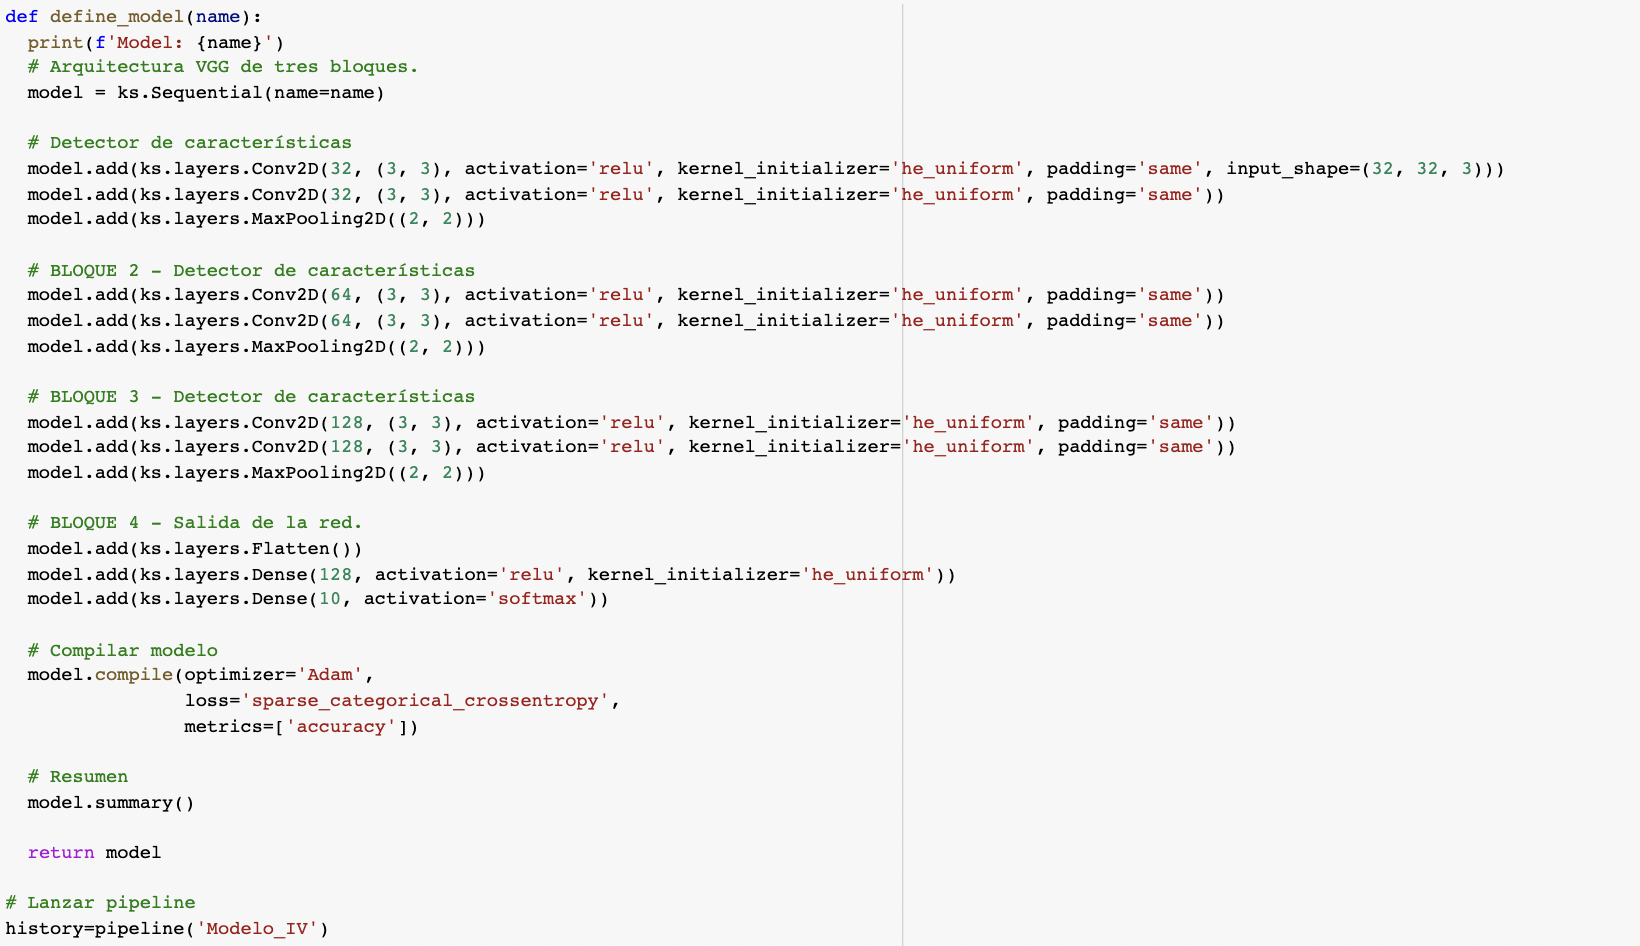 def define_model(name):
  print(f'Model: {name}')
  # Arquitectura VGG de tres bloques.
  model = ks.Sequential(name=name)

  # Detector de características
  model.add(ks.layers.Conv2D(32, (3, 3), activation='relu', kernel_initializer='he_uniform', padding='same', input_shape=(32, 32, 3)))
  model.add(ks.layers.Conv2D(32, (3, 3), activation='relu', kernel_initializer='he_uniform', padding='same'))
  model.add(ks.layers.MaxPooling2D((2, 2)))

  # BLOQUE 2 - Detector de características
  model.add(ks.layers.Conv2D(64, (3, 3), activation='relu', kernel_initializer='he_uniform', padding='same'))
  model.add(ks.layers.Conv2D(64, (3, 3), activation='relu', kernel_initializer='he_uniform', padding='same'))
  model.add(ks.layers.MaxPooling2D((2, 2)))

  # BLOQUE 3 - Detector de características
  model.add(ks.layers.Conv2D(128, (3, 3), activation='relu', kernel_initializer='he_uniform', padding='same'))
  model.add(ks.layers.Conv2D(128, (3, 3), activation='relu', kernel_initializer='he_uniform', padding='same'))
  model.add(ks.layers.MaxPooling2D((2, 2)))

  # BLOQUE 4 - Salida de la red.
  model.add(ks.layers.Flatten())
  model.add(ks.layers.Dense(128, activation='relu', kernel_initializer='he_uniform'))
  model.add(ks.layers.Dense(10, activation='softmax'))

  # Compilar modelo
  model.compile(optimizer='Adam',
                loss='sparse_categorical_crossentropy',
                metrics=['accuracy'])

  # Resumen
  model.summary()

  return model

# Lanzar pipeline
history=pipeline('Modelo_IV')